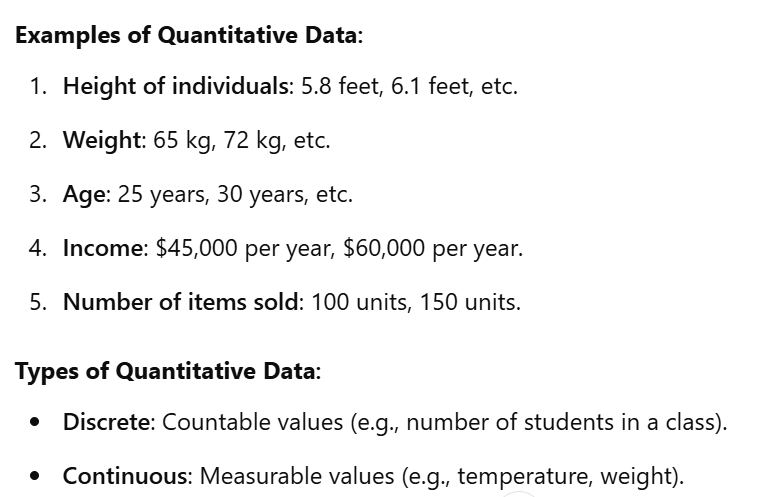 Examples of Quantitative Data:
1. Height of individuals: 5.8 feet, 6.1 feet, etc.
2. Weight: 65 kg, 72 kg, etc.
3. Age: 25 years, 30 years, etc.
4. Income: $45,000 per year, $60,000 per year.
5. Number of items sold: 100 units, 150 units.
Types of Quantitative Data:
• Discrete: Countable values (e.g., number of students in a class).
• Continuous: Measurable values (e.g., temperature, weight).